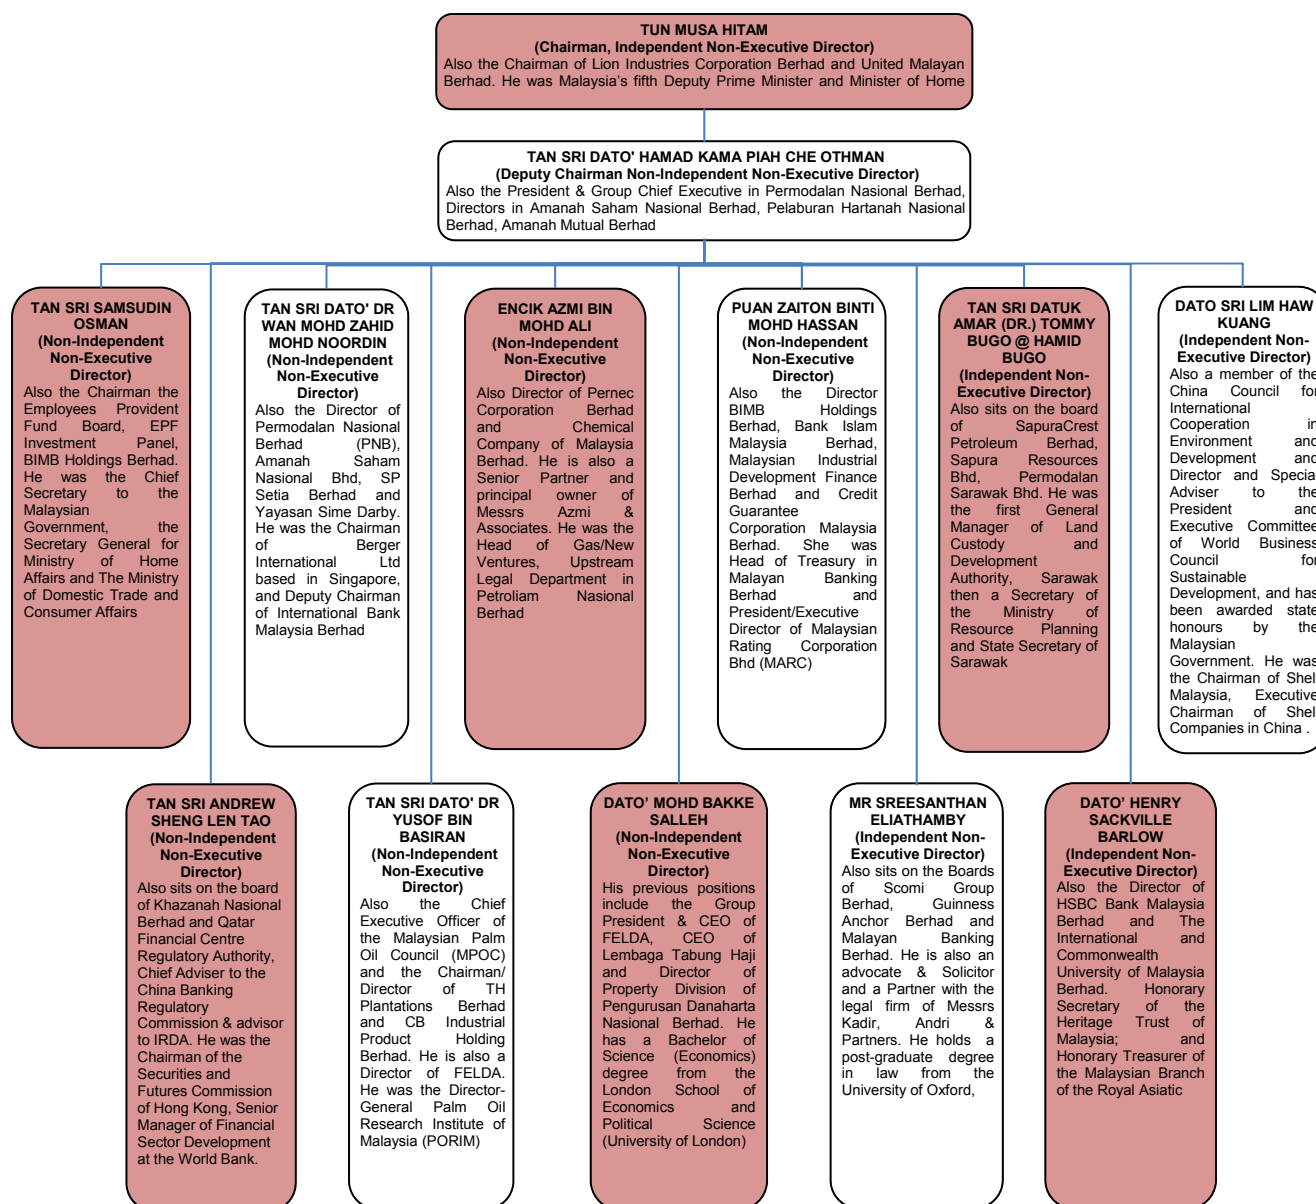 TUN MUSA HITAM
(Chairman, Independent Non-Executive Director)
Also the Chairman of Lion Industries Corporation Berhad and United Malayan
Berhad. He was Malaysia's fifth Deputy Prime Minister and Minister of Home
TAN SRI DATO' HAMAD KAMA PIAH CHE OTHMAN
(Deputy Chairman Non-Independent Non-Executive Director)
Also the President & Group Chief Executive in Permodalan Nasional Berhad,
Directors in Amanah Saham Nasional Berhad, Pelaburan Hartanah Nasional
Berhad, Amanah Mutual Berhad
TAN SRI SAMSUDIN
OSMAN
(Non-Independent
Non-Executive
Director)
Also the Chairman the
Employees Provident
Fund Board, EPF
Investment Panel,
BIMB Holdings Berhad.
He was the Chief
Secretary to the
Malaysian
Government, the
Secretary General for
Ministry of Home
Affairs and The Ministry
of Domestic Trade and
Consumer Affairs
TAN SRI DATO' DR
WAN MOHD ZAHID
MOHD NOORDIN
(Non-Independent
Non-Executive
Director)
Also the Director of
Permodalan Nasional
Berhad (PNB),
Amanah Saham
Nasional Bhd, SP
Setia Berhad and
Yayasan Sime Darby.
He was the Chairman
of Berger
International Ltd
based in Singapore,
and Deputy Chairman
of International Bank
Malaysia Berhad
ENCIK AZMI BIN
MOHD ALI
(Non-Independent
Non-Executive
Director)
Also Director of Pernec
Corporation Berhad
and Chemical
Company of Malaysia
Berhad. He is also a
Senior Partner and
principal owner of
Messrs Azmi &
Associates. He was the
Head of Gas/New
Ventures, Upstream
Legal Department in
Petroliam Nasional
Berhad
PUAN ZAITON BINTI
MOHD HASSAN
(Non-Independent
Non-Executive
Director)
Also the Director
BIMB Holdings
Berhad, Bank Islam
Malaysia Berhad,
Malaysian Industrial
Development Finance
Berhad and Credit
Guarantee
Corporation Malaysia
Berhad. She was
Head of Treasury in
Malayan Banking
Berhad and
President/Executive
Director of Malaysian
Rating Corporation
Bhd (MARC)
TAN SRI DATUK
AMAR (DR.) TOMMY
BUGO @ HAMID
BUGO
(Independent Non-
Executive Director)
Also sits on the board
of SapuraCrest
Petroleum Berhad,
Sapura Resources
Bhd, Permodalan
Sarawak Bhd. He was
the first General
Manager of Land
Custody and
Development
Authority, Sarawak
then a Secretary of
the Ministry of
Resource Planning
and State Secretary of
Sarawak
DATO SRI LIM HAW
KUANG
(Independent Non-
Executive Director)
Also a member of the
China Council for
International
Cooperation in
Environment and
Development and
Director and Special
Adviser to the
President and
Executive Committee
of World Business
Council for
Sustainable
Development, and has
been awarded state
honours by the
Malaysian
Government. He was
the Chairman of Shell
Malaysia, Executive
Chairman of Shell
Companies in China .
TAN SRI ANDREW
SHENG LEN TAO
(Non-Independent
Non-Executive
Director)
Also sits on the board
of Khazanah Nasional
Berhad and Qatar
Financial Centre
Regulatory Authority,
Chief Adviser to the
China Banking
Regulatory
Commission & advisor
to IRDA. He was the
Chairman of the
Securities and
Futures Commission
of Hong Kong, Senior
Manager of Financial
Sector Development
at the World Bank.
TAN SRI DATO' DR
YUSOF BIN
BASIRAN
(Non-Independent
Non-Executive
Director)
Also the Chief
Executive Officer of
the Malaysian Palm
Oil Council (MPOC)
and the Chairman/
Director of TH
Plantations Berhad
and CB Industrial
Product Holding
Berhad. He is also a
Director of FELDA.
He was the Director-
General Palm Oil
Research Institute of
Malaysia (PORIM)
DATO' MOHD BAKKE
SALLEH
(Non-Independent
Non-Executive
Director)
His previous positions
include the Group
President & CEO of
FELDA, CEO of
Lembaga Tabung Haji
and Director of
Property Division of
Pengurusan Danaharta
Nasional Berhad. He
has a Bachelor of
Science (Economics)
degree from the
London School of
Economics and
Political Science
(University of London)
MR SREESANTHAN
ELIATHAMBY
(Independent Non-
Executive Director)
Also sits on the Boards
of Scomi Group
Berhad, Guinness
Anchor Berhad and
Malayan Banking
Berhad. He is also an
advocate & Solicitor
and a Partner with the
legal firm of Messrs
Kadir, Andri &
Partners. He holds a
post-graduate degree
in law from the
University of Oxford,
DATO' HENRY
SACKVILLE
BARLOW
(Independent Non-
Executive Director)
Also the Director of
HSBC Bank Malaysia
Berhad and The
International and
Commonwealth
University of Malaysia
Berhad. Honorary
Secretary of the
Heritage Trust of
Malaysia; and
Honorary Treasurer of
the Malaysian Branch
of the Royal Asiatic